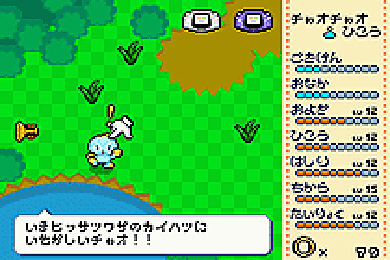 チャオチャオ
ひこう
ごきげん
おなか
およぎ Lv 12
ひこう Lv 12
はしり Lv 12
ちから Lv 15
たいりょく Lv 12
いまヒッサツワザのカイハツに
いそがしいチャオ！！